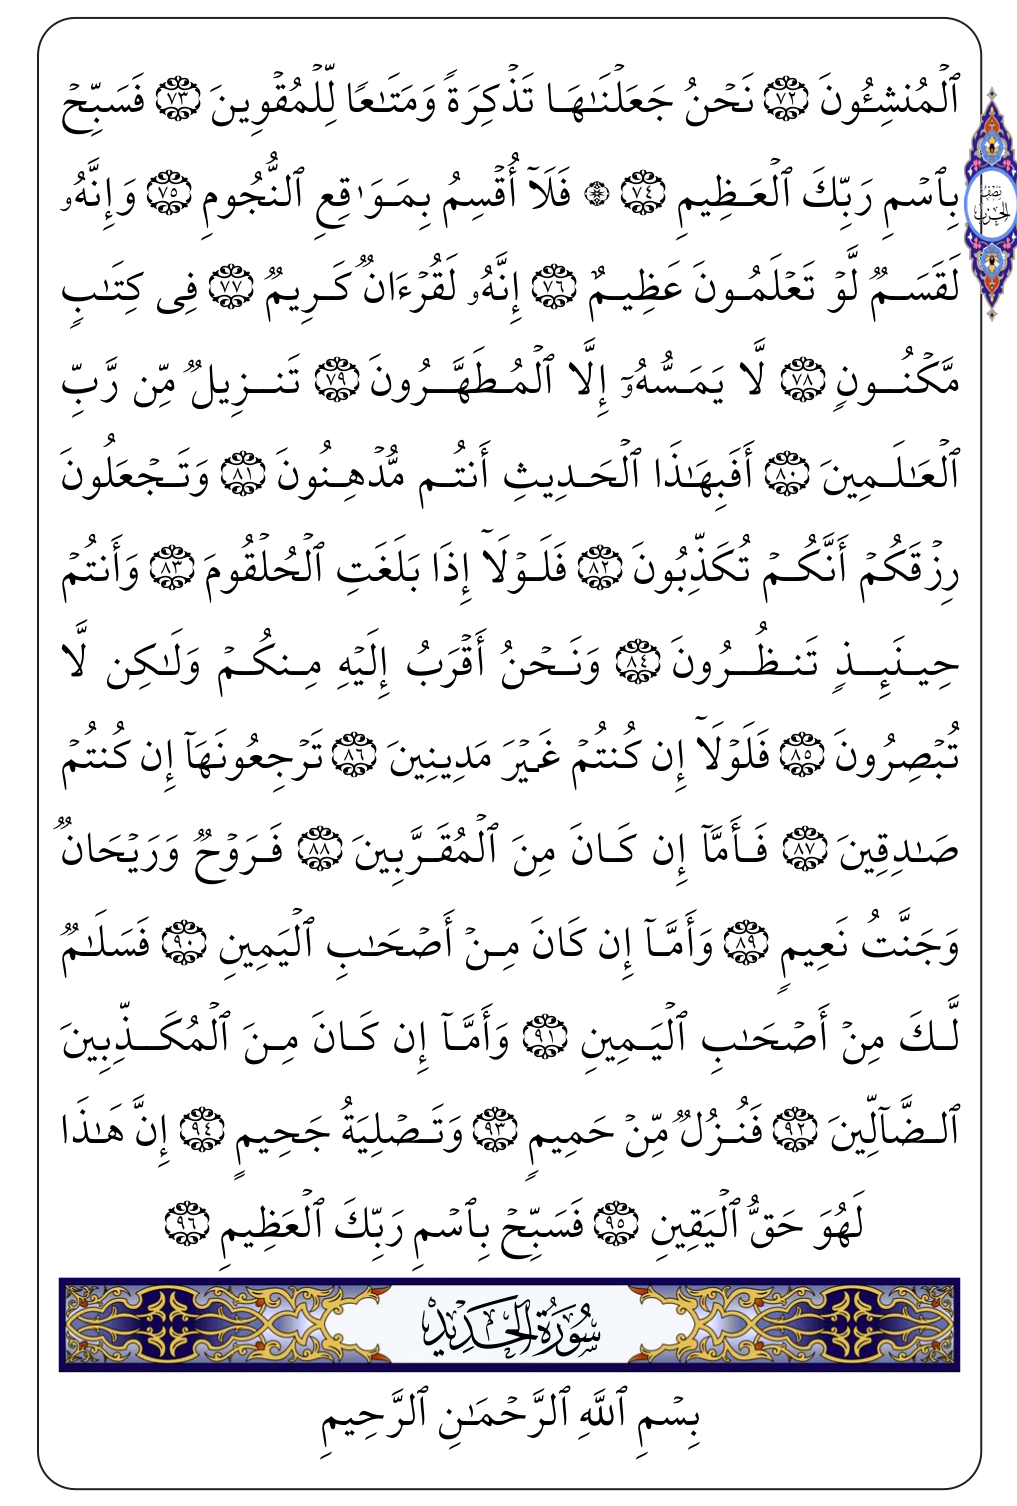 ٱلۡمُنشِـُٔونَ ٧٢ نَحۡنُ جَعَلۡنَٰهَا تَذۡكِرَةٗ وَمَتَٰعٗا لِّلۡمُقۡوِينَ ٧٣ فَسَبِّحۡ
بِٱسۡمِ رَبِّكَ ٱلۡعَظِيمِ ٧٤ ۞ فَلَآ أُقۡسِمُ بِمَوَٰقِعِ ٱلنُّجُومِ ٧٥ وَإِنَّهُۥ
نصف الحزب
لَقَسَمٞ لَّوۡ تَعۡلَمُونَ عَظِيمٌ ٧٦ إِنَّهُۥ لَقُرۡءَانٞ كَرِيمٞ ٧٧ فِى كِتَٰبٖ
مَّكۡنُونٖ ٧٨ لَّا يَمَسُّهُۥٓ إِلَّا ٱلۡمُطَهَّرُونَ ٧٩ تَنزِيلٞ مِّن رَّبِّ
ٱلۡعَٰلَمِينَ ٨٠ أَفَبِهَٰذَا ٱلۡحَدِيثِ أَنتُم مُّدۡهِنُونَ ٨١ وَتَجۡعَلُونَ
رِزۡقَكُمۡ أَنَّكُمۡ تُكَذِّبُونَ ٨٢ فَلَوۡلَآ إِذَا بَلَغَتِ ٱلۡحُلۡقُومَ ٨٣ وَأَنتُمۡ
حِينَئِذٖ تَنظُرُونَ ٨٤ وَنَحۡنُ أَقۡرَبُ إِلَيۡهِ مِنكُمۡ وَلَٰكِن لَّا
تُبۡصِرُونَ ٨٥ فَلَوۡلَآ إِن كُنتُمۡ غَيۡرَ مَدِينِينَ ٨٦ تَرۡجِعُونَهَآ إِن كُنتُمۡ
صَٰدِقِينَ ٨٧ فَأَمَّآ إِن كَانَ مِنَ ٱلۡمُقَرَّبِينَ ٨٨ فَرَوۡحٞ وَرَيۡحَانٞ
وَجَنَّتُ نَعِيمٖ ٨٩ وَأَمَّآ إِن كَانَ مِنۡ أَصۡحَٰبِ ٱلۡيَمِينِ ٩٠ فَسَلَٰمٞ
لَّكَ مِنۡ أَصۡحَٰبِ ٱلۡيَمِينِ ٩١ وَأَمَّآ إِن كَانَ مِنَ ٱلۡمُكَذِّبِينَ
ٱلضَّآلِّينَ ٩٢ فَنُزُلٞ مِّنۡ حَمِيمٖ ٩٣ وَتَصۡلِيَةُ جَحِيمٍ ٩٤ إِنَّ هَٰذَا
لَهُوَ حَقُّ ٱلۡيَقِينِ ٩٥ فَسَبِّحۡ بِٱسۡمِ رَبِّكَ ٱلۡعَظِيمِ ٩٦
سُورَةُ الحَدِيدِ
بِسۡمِ ٱللَّهِ ٱلرَّحۡمَٰنِ ٱلرَّحِيمِ